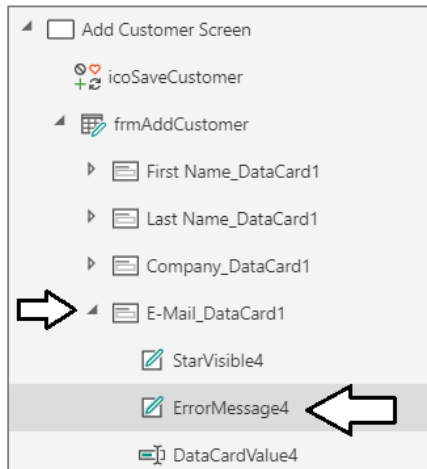 Add Customer Screen
icoSaveCustomer
frmAddCustomer
First Name_DataCard1
Last Name_DataCard1
Company_DataCard1
E-Mail_DataCard1
StarVisible4
ErrorMessage4
DataCardValue4